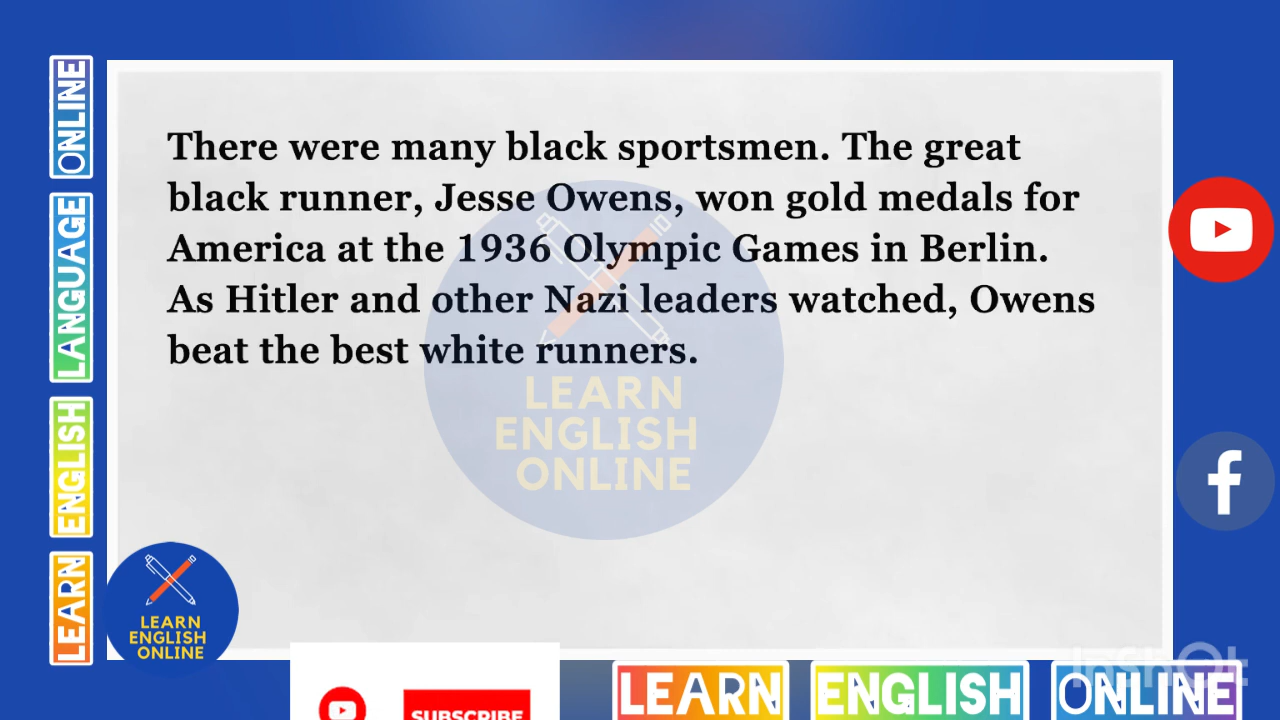 There were many black sportsmen. The great
black runner, Jesse Owens, won gold medals for
America at the 1936 Olympic Games in Berlin.
As Hitler and other Nazi leaders watched, Owens
beat the best white runners.
LEARN
ENGLISH
ONLINE
LEARN ENGLISH LANGUAGE ONLINE
LEARN
ENGLISH
ONLINE
SUBSCRIBE
LEARN ENGLISH ONLINE
InShOt
f